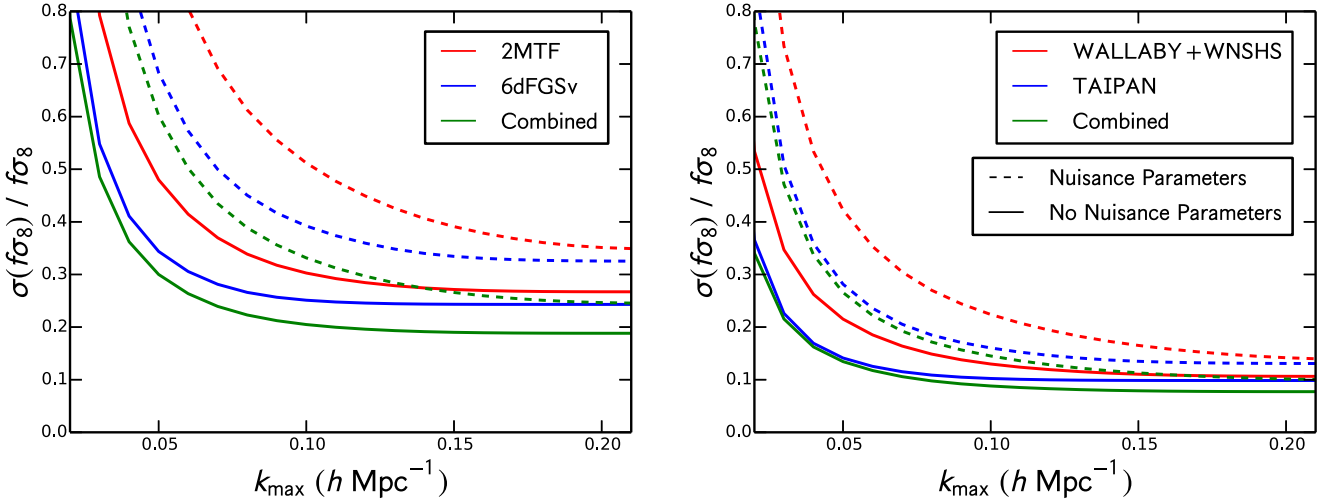 0.8
0.7
0.6
0.5
0.4
0.3
0.2
0.1
0.0
σ(fσ₈) / fσ₈
2MTF
6dFGSv
Combined
0.05
0.10
0.15
0.20
k_max (h Mpc⁻¹)
0.8
0.7
0.6
0.5
0.4
0.3
0.2
0.1
0.0
σ(fσ₈) / fσ₈
WALLABY+WNSHS
TAIPAN
Combined
Nuisance Parameters
No Nuisance Parameters
0.05
0.10
0.15
0.20
k_max (h Mpc⁻¹)